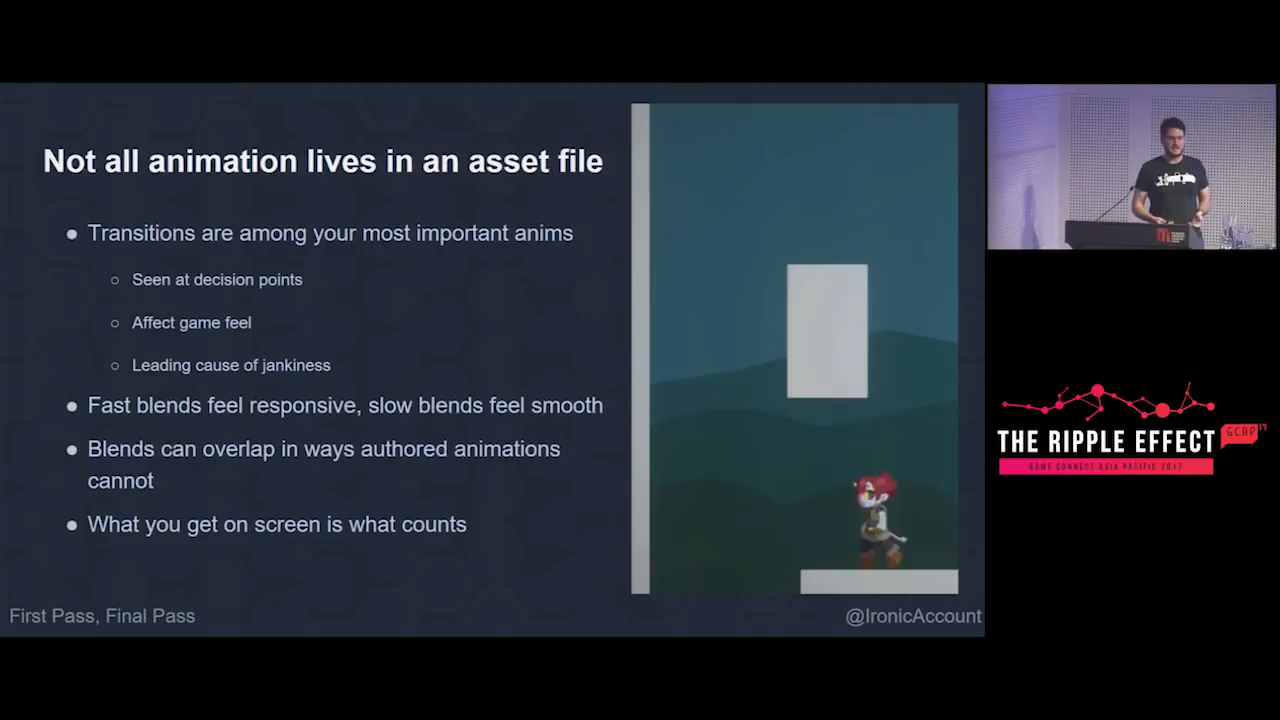 Not all animation lives in an asset file
● Transitions are among your most important anims
○ Seen at decision points
○ Affect game feel
○ Leading cause of jankiness
● Fast blends feel responsive, slow blends feel smooth
● Blends can overlap in ways authored animations
cannot
● What you get on screen is what counts
First Pass, Final Pass
@IronicAccount
THE RIPPLE EFFECT
GCAP17
GAME CONNECT ASIA PACIFIC 2017